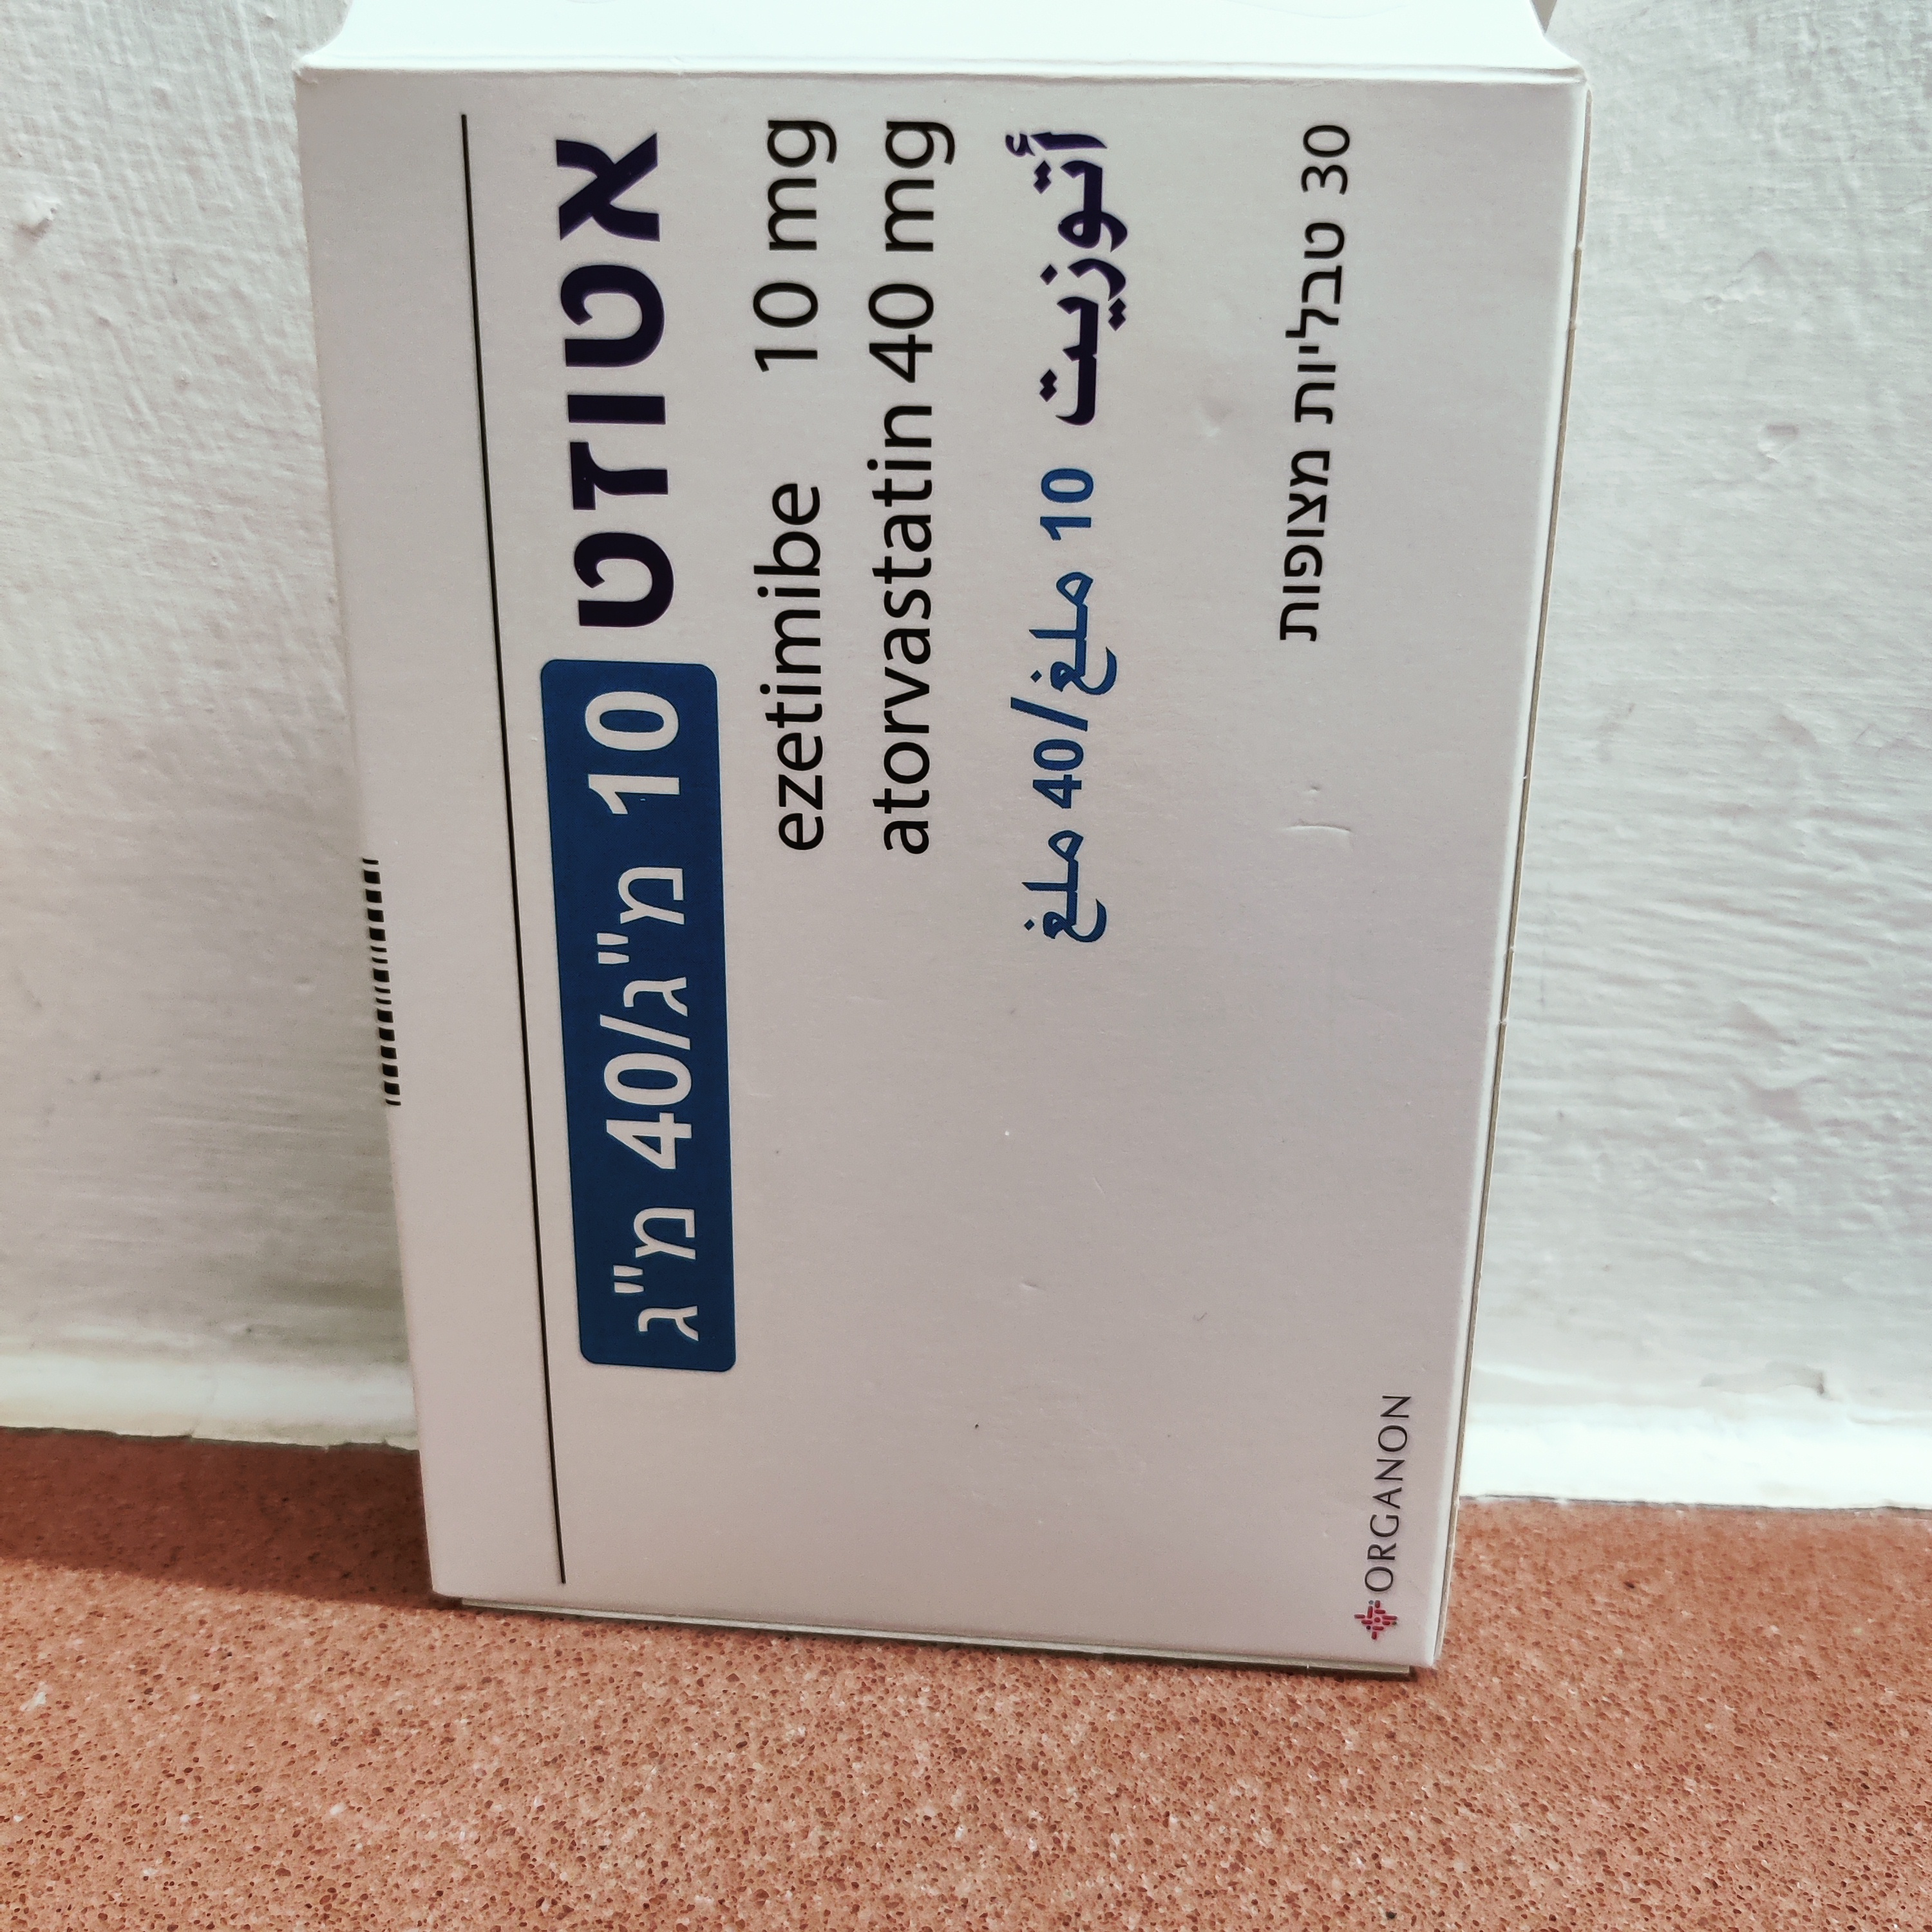 אטוזט 10 מ"ג/40 מ"ג
ezetimibe 10 mg
atorvastatin 40 mg
أتوزيت 10 ملغ/40 ملغ
30 טבליות מצופות
ORGANON